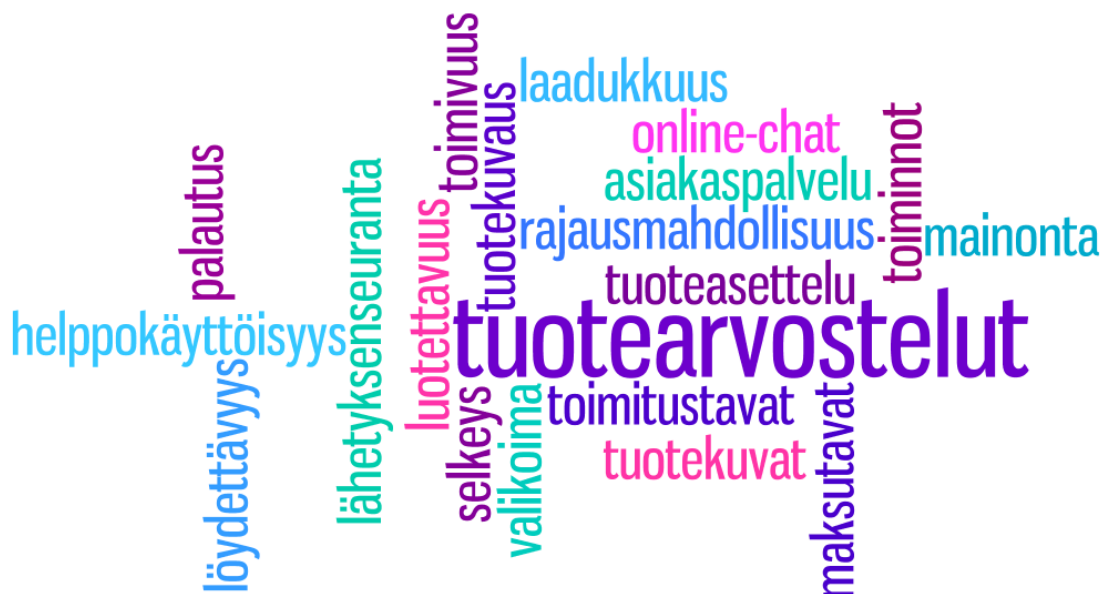 toimivuus
laadukkuus
tuotekuvaus
online-chat
toiminnot
palautus
lähetyksenseuranta
asiakaspalvelu
luotettavuus
rajausmahdollisuus
mainonta
tuoteasettelu
helppokäyttöisyys
tuotearvostelut
löydettävyys
selkeys
valikoima
toimitustavat
maksutavat
tuotekuvat